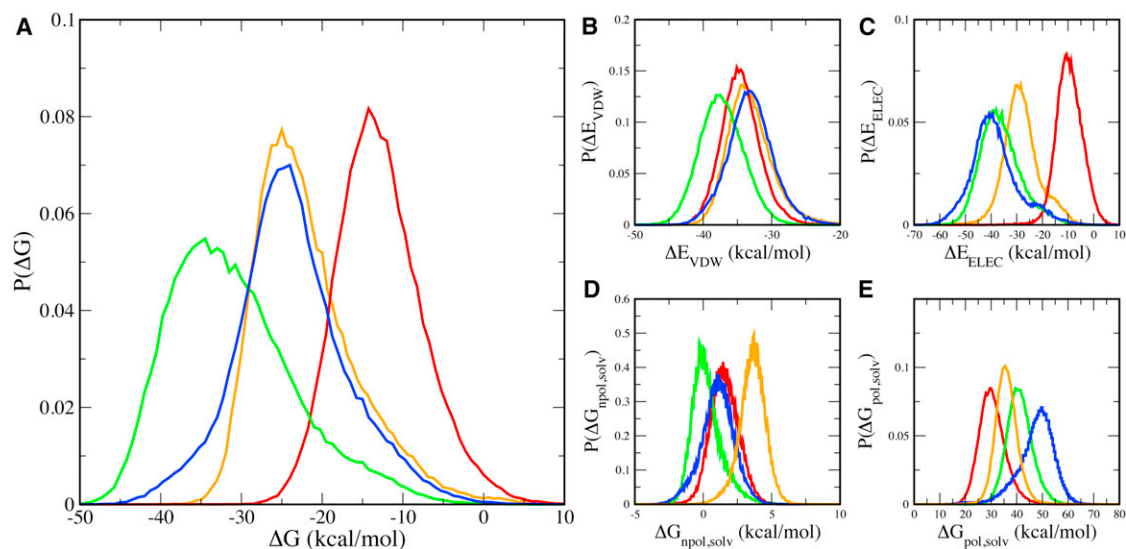 A
0.1
0.08
0.06
0.04
0.02
0
P(ΔG)
-50 -40 -30 -20 -10 0 10
ΔG (kcal/mol)
B
0.2
0.15
0.1
0.05
0
P(ΔE_VDW)
-50 -40 -30 -20
ΔE_VDW (kcal/mol)
C
0.1
0.05
0
P(ΔE_ELEC)
-70 -60 -50 -40 -30 -20 -10 0 10
ΔE_ELEC (kcal/mol)
D
0.6
0.5
0.4
0.3
0.2
0.1
0
P(ΔG_npol,solv)
-5 0 5 10
ΔG_npol,solv (kcal/mol)
E
0.1
0.05
0
P(ΔG_pol,solv)
0 10 20 30 40 50 60 70 80
ΔG_pol,solv (kcal/mol)